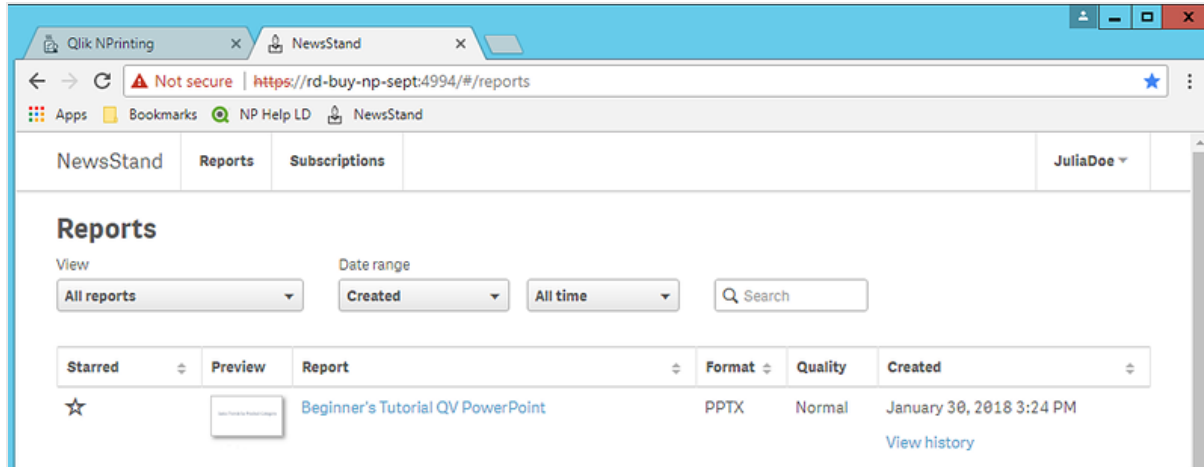 Qlik NPrinting NewsStand
Not secure | https://rd-buy-np-sept:4994/#/reports
Apps Bookmarks NP Help LD NewsStand
NewsStand Reports Subscriptions JuliaDoe
Reports
View Date range
All reports Created All time Search
Starred Preview Report Format Quality Created
Beginner's Tutorial QV PowerPoint PPTX Normal January 30, 2018 3:24 PM
View history